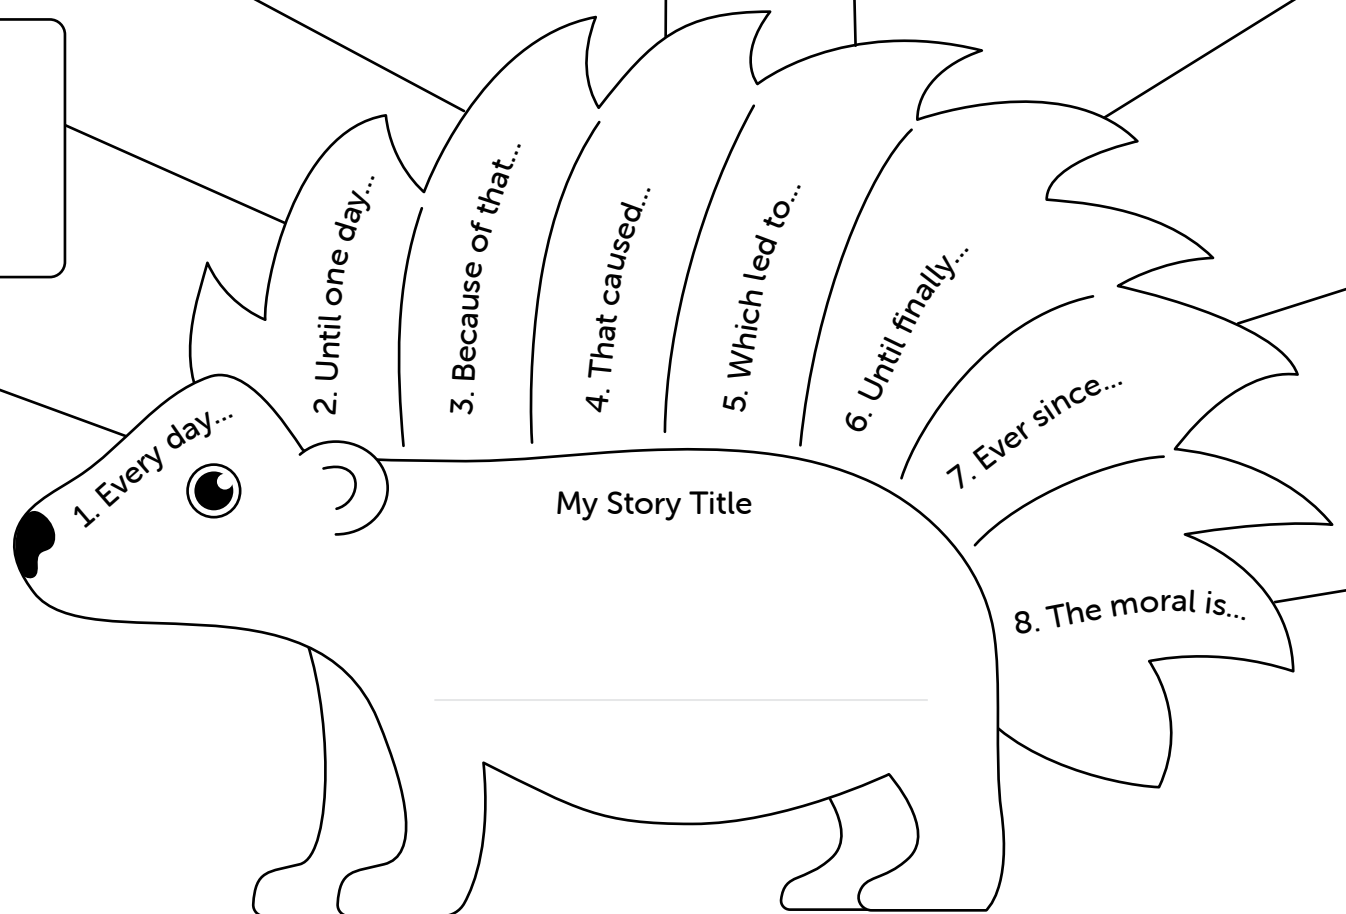 1. Every day...
2. Until one day...
3. Because of that...
4. That caused...
5. Which led to...
6. Until finally...
7. Ever since...
8. The moral is...
My Story Title